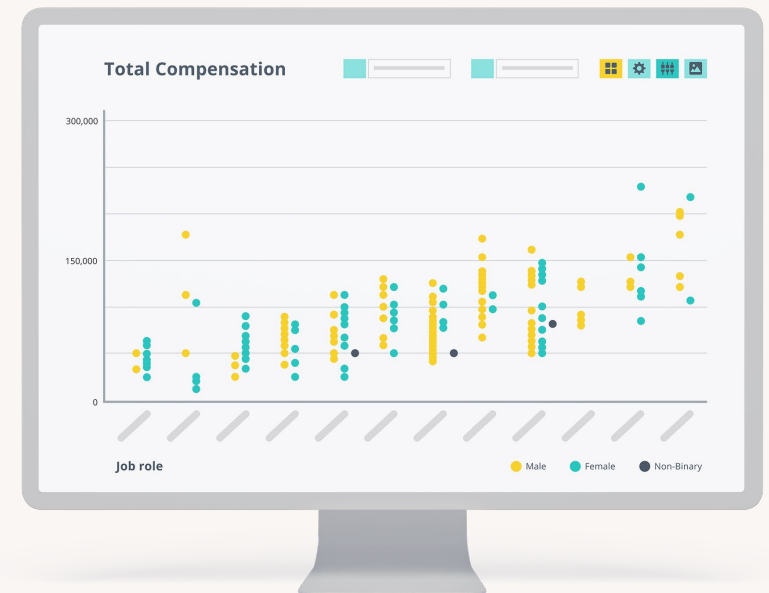 Total Compensation
300,000
150,000
0
Job role
Male
Female
Non-Binary